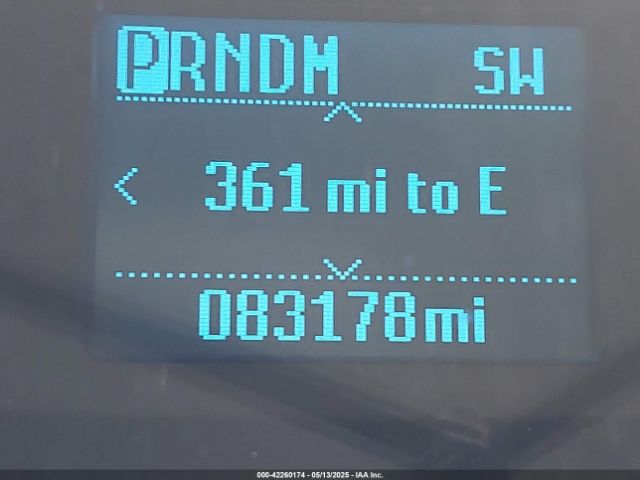 PRNDM SW
< 361 mi to E
083178mi
000-42260174 - 05/13/2025 - IAA Inc.